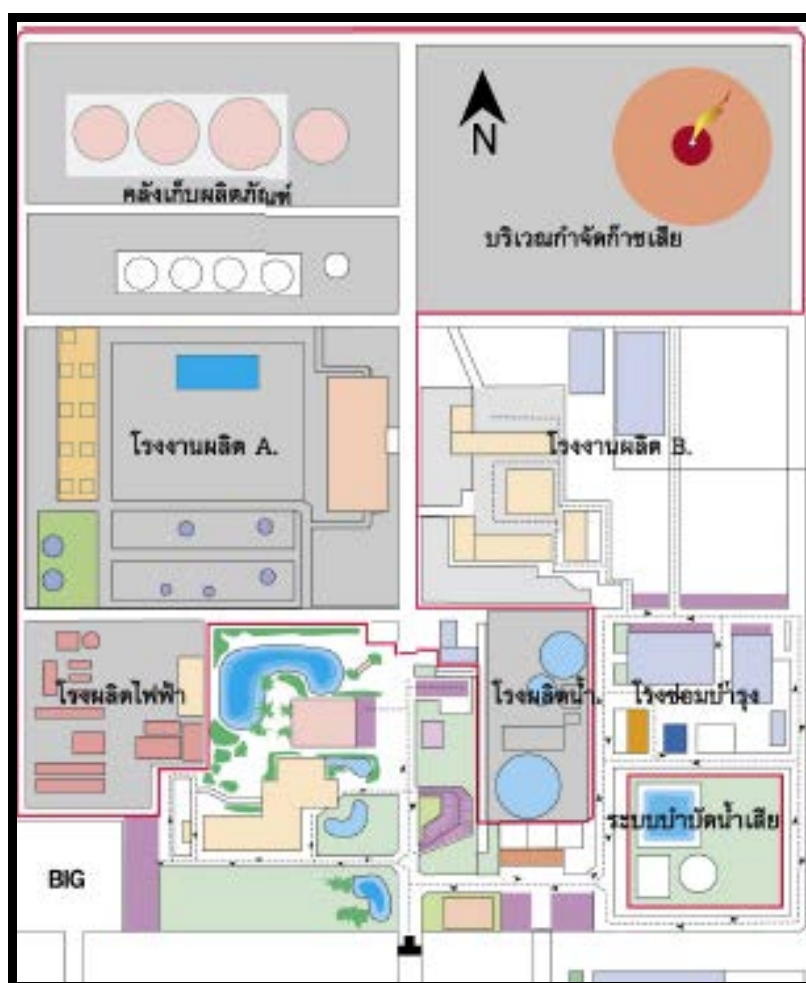 N
คลังเก็บผลิตภัณฑ์
บริเวณกำจัดก๊าซเสีย
โรงงานผลิต A.
โรงงานผลิต B.
โรงผลิตไฟฟ้า
โรงผลิตน้ำ.
โรงซ่อมบำรุง
ระบบบำบัดน้ำเสีย
BIG